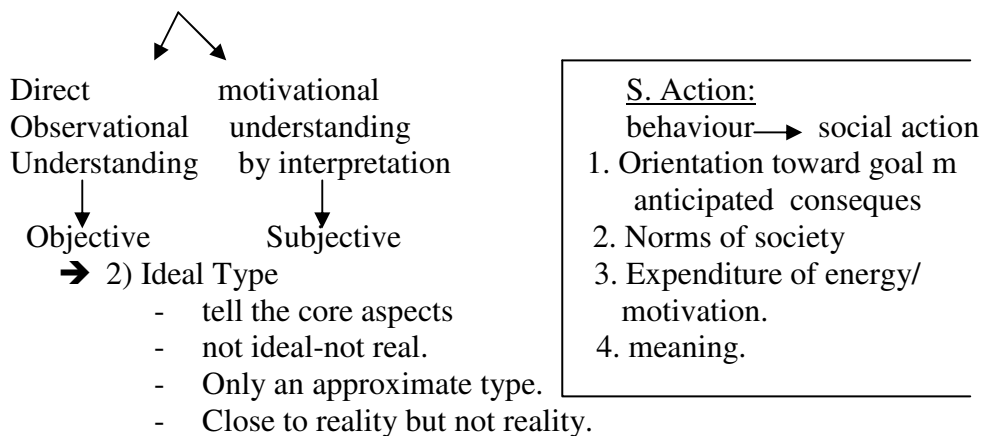 Direct motivational
Observational understanding
Understanding by interpretation
Objective Subjective
➔ 2) Ideal Type
- tell the core aspects
- not ideal-not real.
- Only an approximate type.
- Close to reality but not reality.
S. Action:
behaviour → social action
1. Orientation toward goal m
anticipated conseques
2. Norms of society
3. Expenditure of energy/
motivation.
4. meaning.